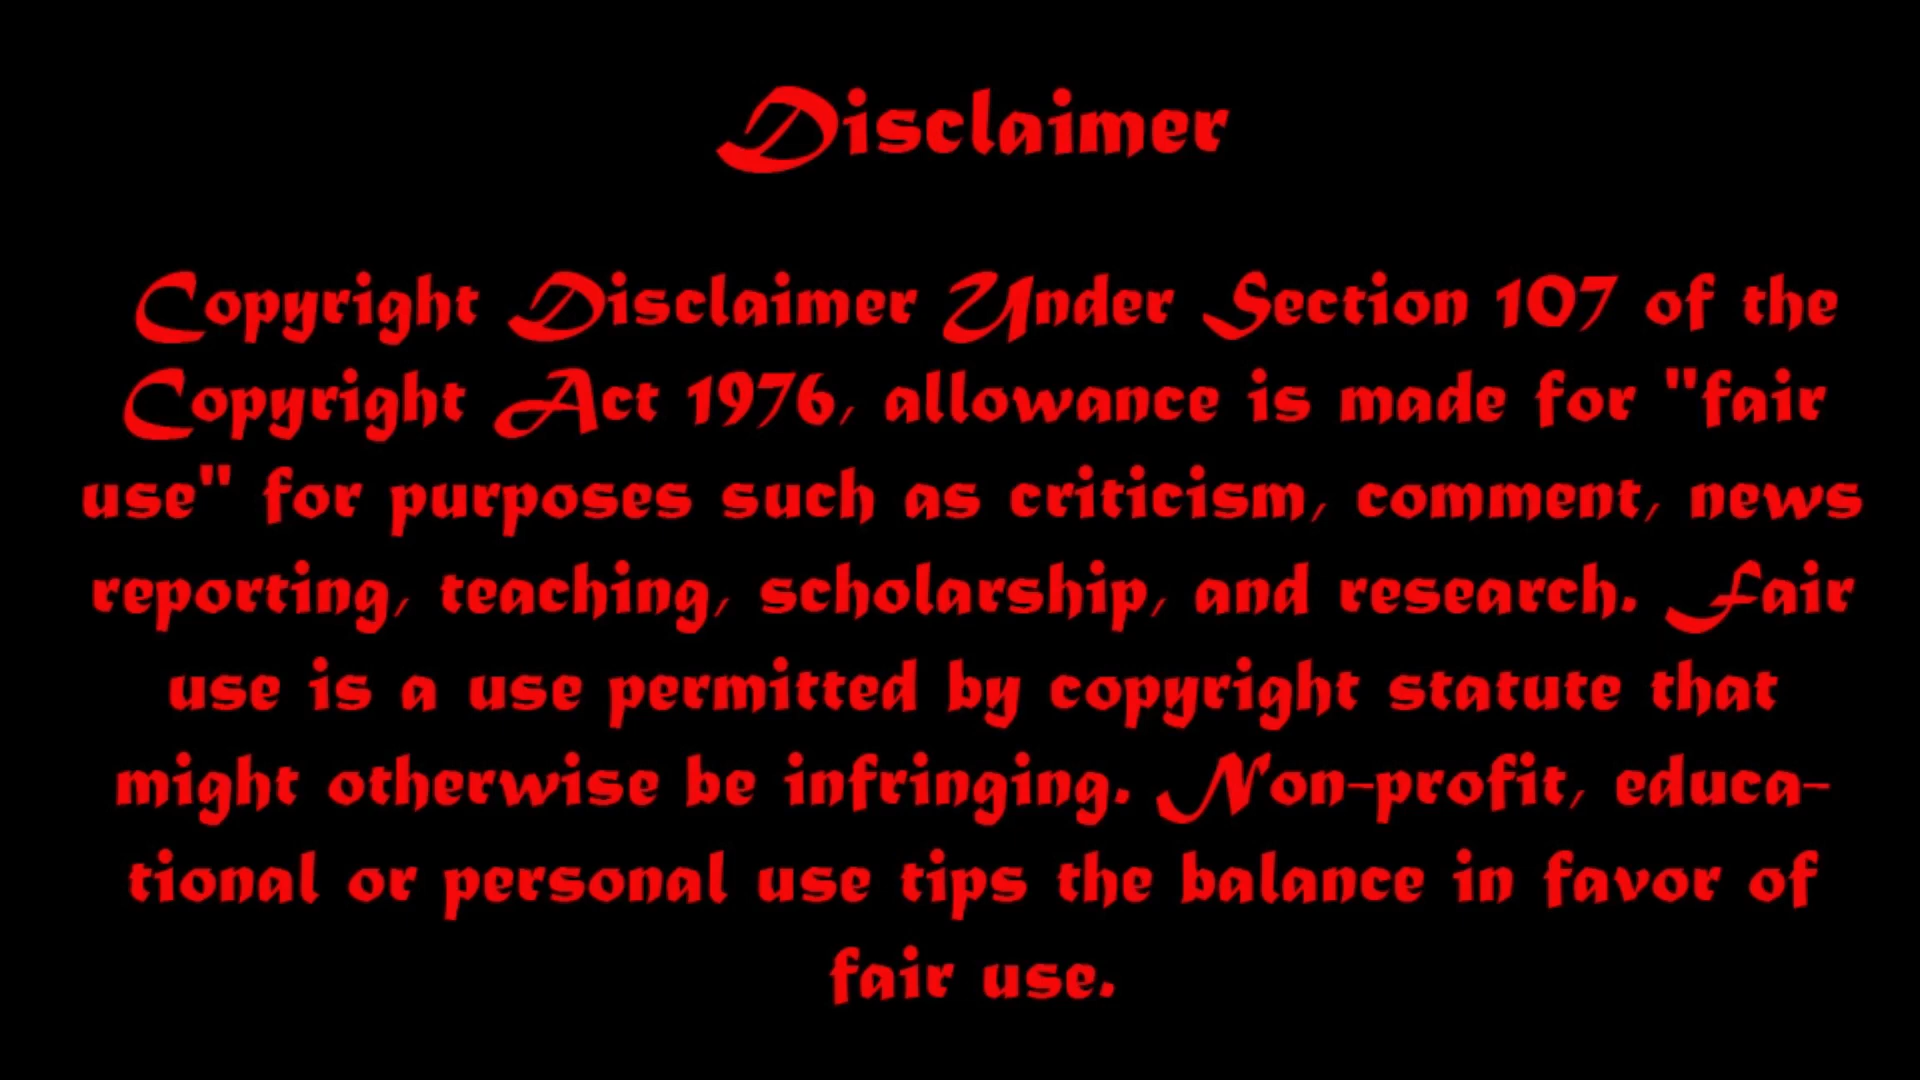 Disclaimer
Copyright Disclaimer Under Section 107 of the
Copyright Act 1976, allowance is made for "fair
use" for purposes such as criticism, comment, news
reporting, teaching, scholarship, and research. Fair
use is a use permitted by copyright statute that
might otherwise be infringing. Non-profit, educa-
tional or personal use tips the balance in favor of
fair use.